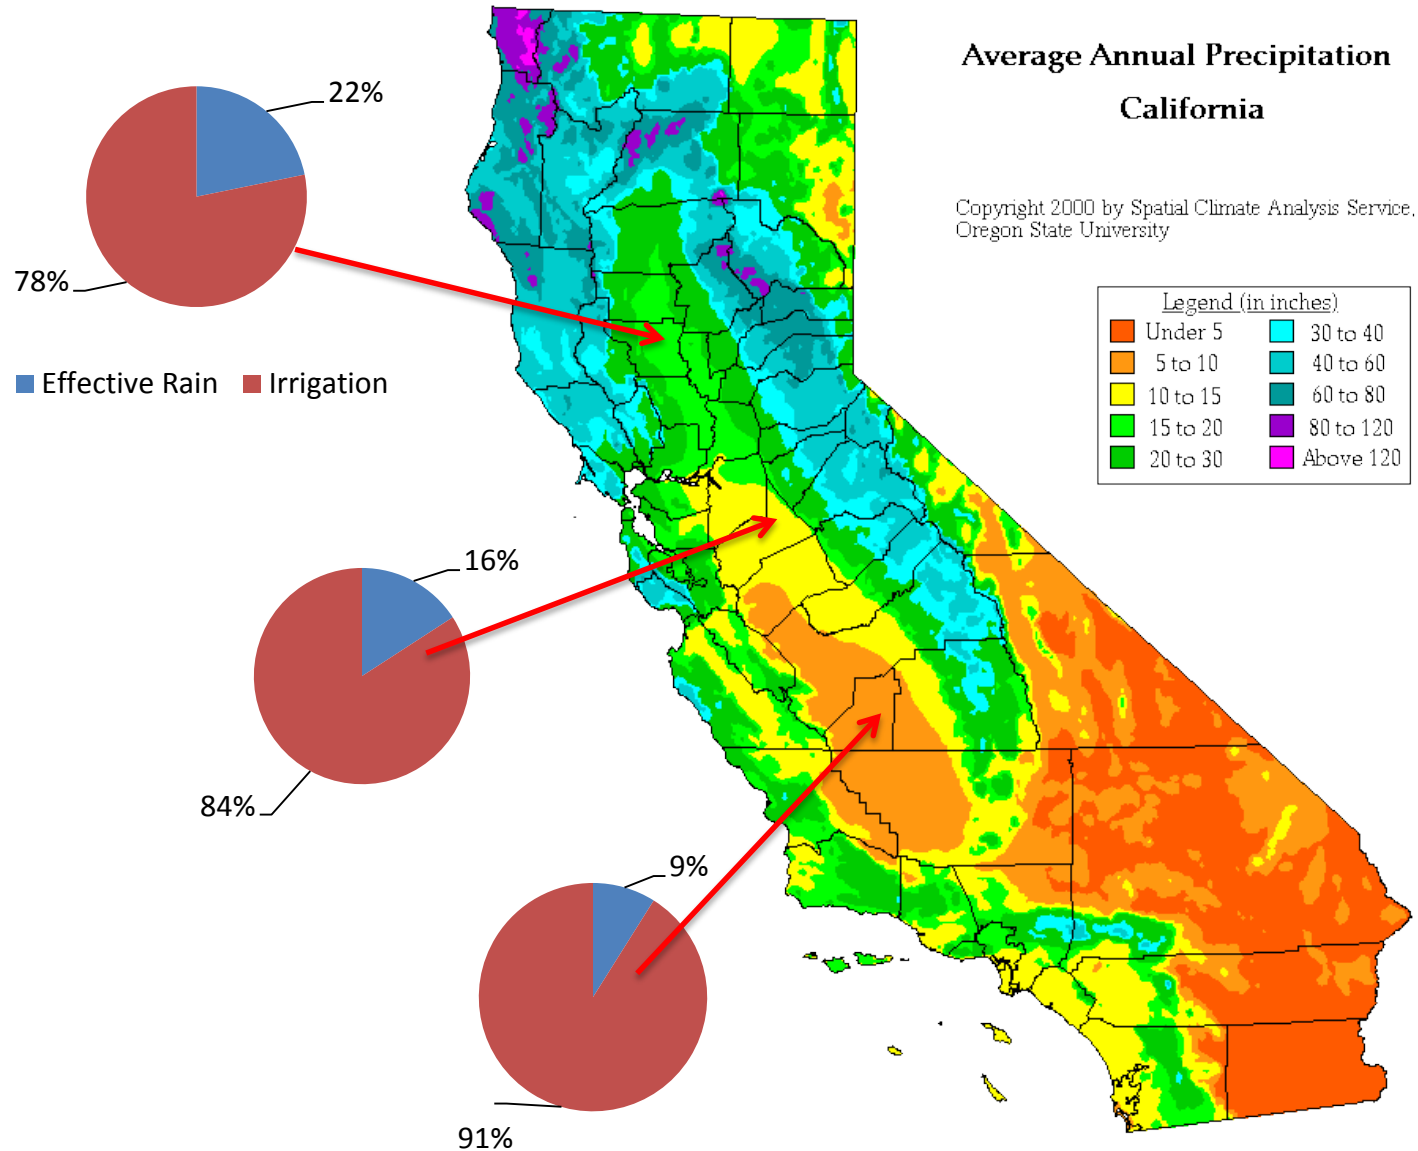 Average Annual Precipitation
California
Copyright 2000 by Spatial Climate Analysis Service,
Oregon State University
Legend (in inches)
Under 5
30 to 40
5 to 10
40 to 60
10 to 15
60 to 80
15 to 20
80 to 120
20 to 30
Above 120
22%
78%
Effective Rain
Irrigation
16%
84%
9%
91%